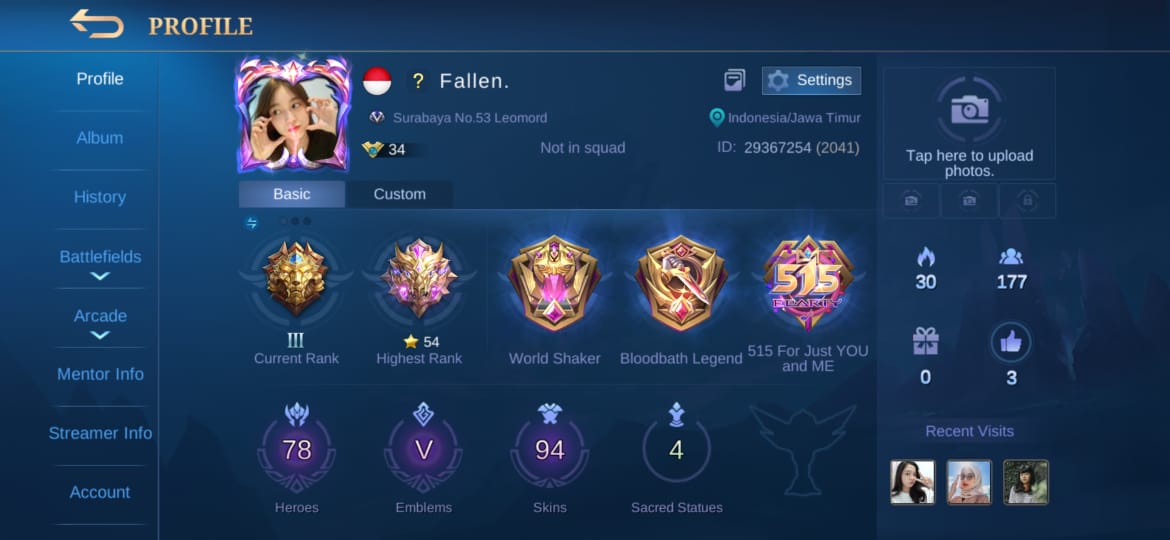 PROFILE
Profile
Album
History
Battlefields
Arcade
Mentor Info
Streamer Info
Account
? Fallen.
Settings
Surabaya No.53 Leomord
Indonesia/Jawa Timur
34
Not in squad
ID: 29367254 (2041)
Basic
Custom
III
Current Rank
54
Highest Rank
World Shaker
Bloodbath Legend
515
515 For Just YOU
and ME
78
Heroes
V
Emblems
94
Skins
4
Sacred Statues
Tap here to upload
photos.
30
177
0
3
Recent Visits